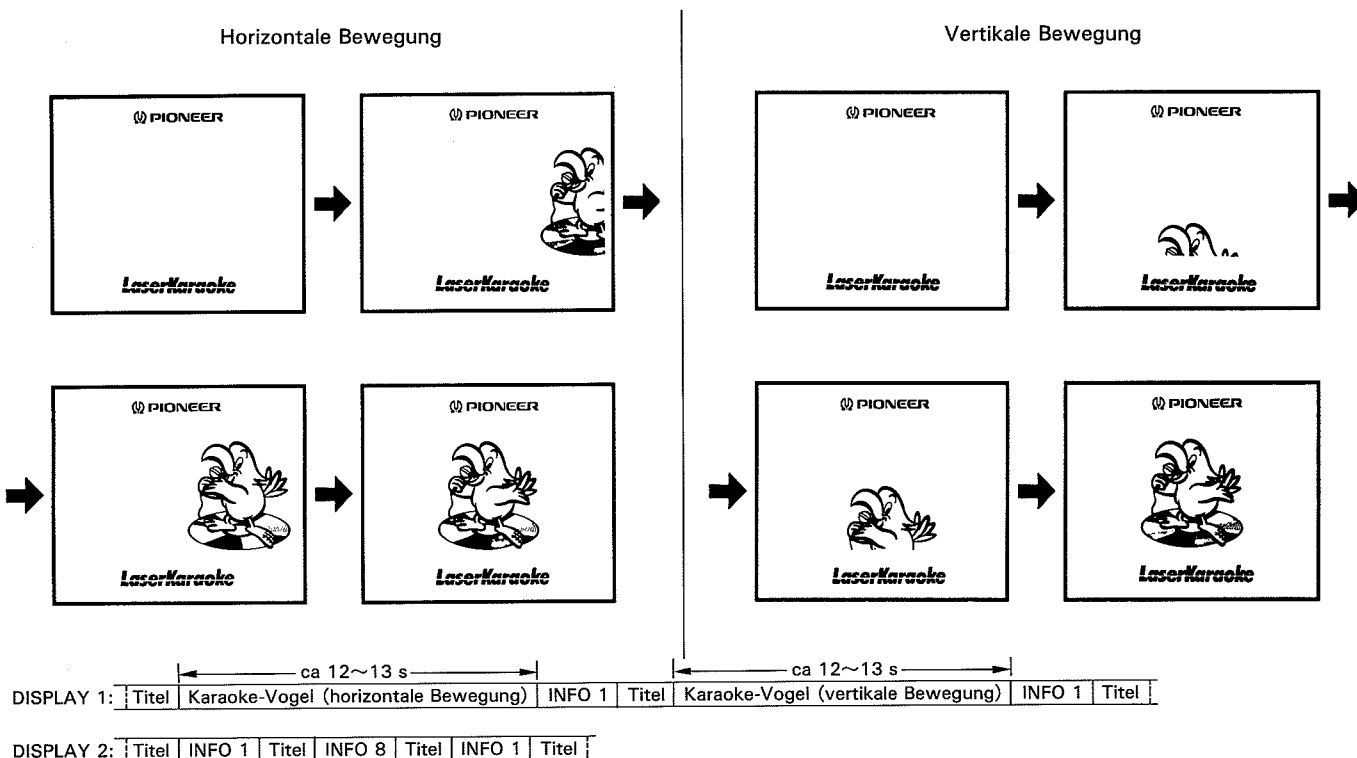 Horizontale Bewegung
Vertikale Bewegung
PIONEER
PIONEER
PIONEER
PIONEER
LaserKaraoke
LaserKaraoke
LaserKaraoke
LaserKaraoke
PIONEER
PIONEER
PIONEER
PIONEER
LaserKaraoke
LaserKaraoke
LaserKaraoke
LaserKaraoke
ca 12～13 s
ca 12～13 s
DISPLAY 1: Titel Karaoke-Vogel (horizontale Bewegung) INFO 1 Titel Karaoke-Vogel (vertikale Bewegung) INFO 1 Titel
DISPLAY 2: Titel INFO 1 Titel INFO 8 Titel INFO 1 Titel